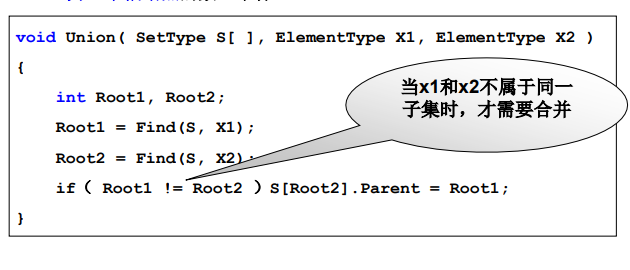 void Union( SetType S[ ], ElementType X1, ElementType X2 )
{
int Root1, Root2;
Root1 = Find(S, X1);
Root2 = Find(S, X2);
if( Root1 != Root2 )S[Root2].Parent = Root1;
}
当x1和x2不属于同一
子集时，才需要合并